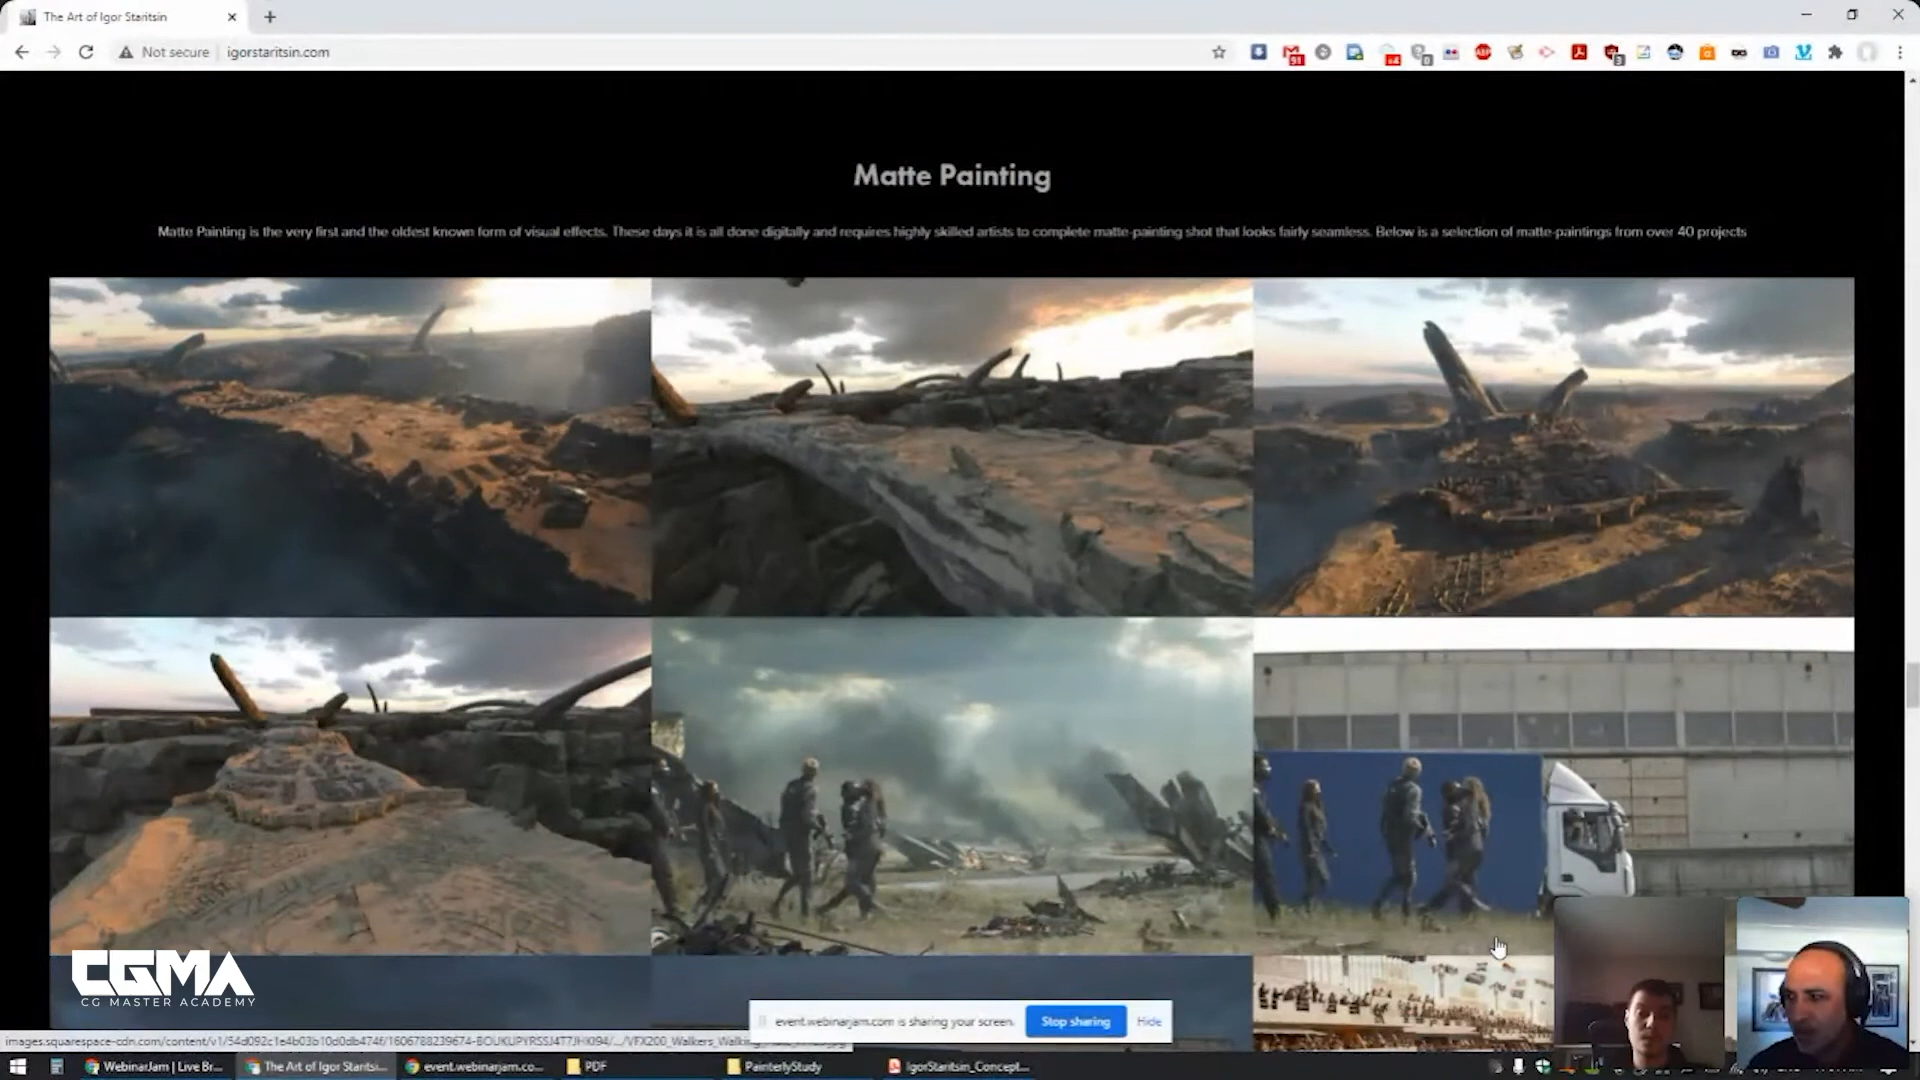 The Art of Igor Staritsin
Not secure
igorstaritsin.com
Matte Painting
Matte Painting is the very first and the oldest known form of visual effects. These days it is all done digitally and requires highly skilled artists to complete matte-painting shot that looks fairly seamless. Below is a selection of matte-paintings from over 40 projects
CGMA
CG MASTER ACADEMY
event.webinarjam.com is sharing your screen.
Stop sharing
Hide
WebinarJam | Live Br...
The Art of Igor Staritsi...
event.webinarjam.co...
PDF
PainterlyStudy
IgorStaritsin_Concept...